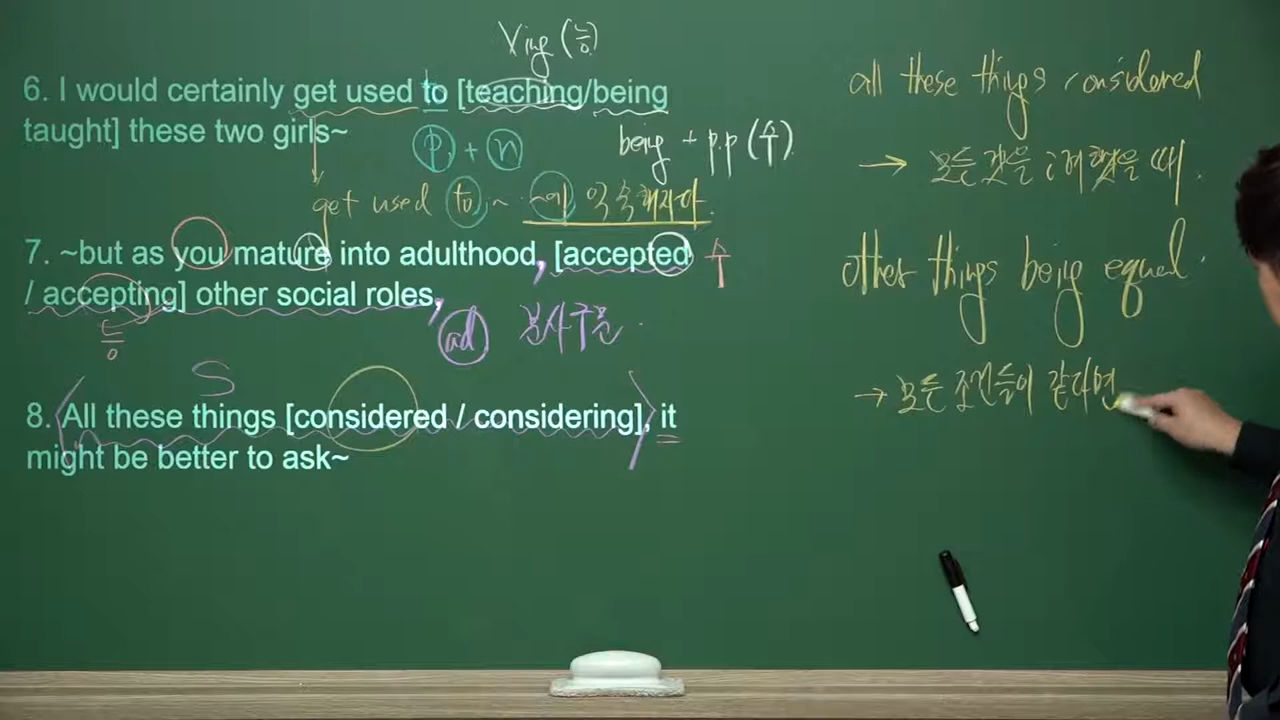 Ving (능)
6. I would certainly get used to [teaching/being
taught] these two girls~
P + n
being + p.p (수)
get used to ~ ~에 익숙해지다.
7. ~but as you mature into adulthood, [accepted 수
/ accepting] other social roles,
능
ad 분사구문.
S
8. All these things [considered / considering], it
might be better to ask~
all these things considered
→ 모든 것을 고려했을 때.
other things being equal.
→ 모든 조건들이 같다면